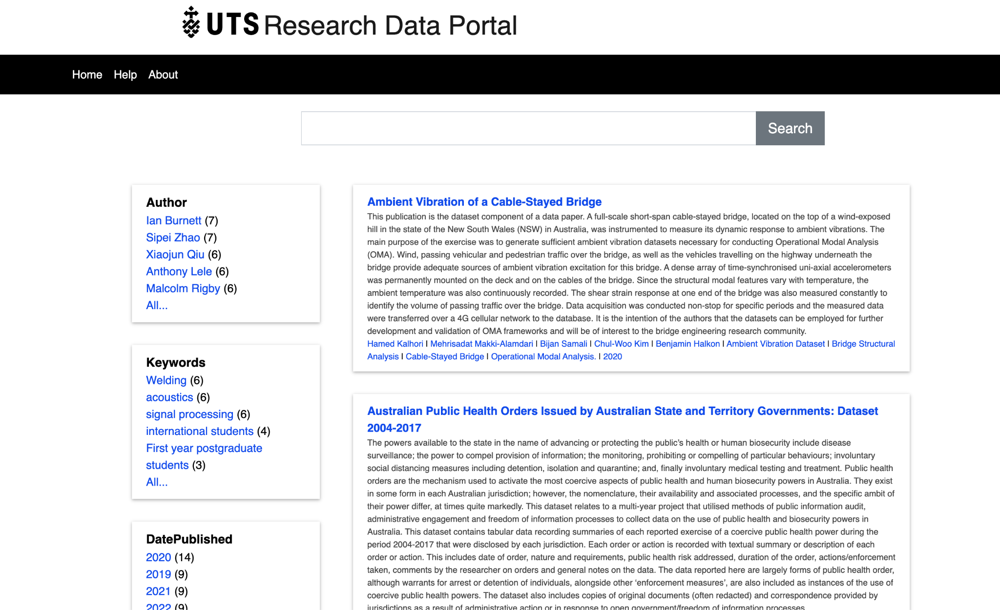 UTS Research Data Portal
Home Help About
Search
Author
Ian Burnett (7)
Sipei Zhao (7)
Xiaojun Qiu (6)
Anthony Lele (6)
Malcolm Rigby (6)
All...
Keywords
Welding (6)
acoustics (6)
signal processing (6)
international students (4)
First year postgraduate
students (3)
All...
DatePublished
2020 (14)
2019 (9)
2021 (9)
2022 (9)
Ambient Vibration of a Cable-Stayed Bridge
This publication is the dataset component of a data paper. A full-scale short-span cable-stayed bridge, located on the top of a wind-exposed
hill in the state of the New South Wales (NSW) in Australia, was instrumented to measure its dynamic response to ambient vibrations. The
main purpose of the exercise was to generate sufficient ambient vibration datasets necessary for conducting Operational Modal Analysis
(OMA). Wind, passing vehicular and pedestrian traffic over the bridge, as well as the vehicles travelling on the highway underneath the
bridge provide adequate sources of ambient vibration excitation for this bridge. A dense array of time-synchronised uni-axial accelerometers
was permanently mounted on the deck and on the cables of the bridge. Since the structural modal features vary with temperature, the
ambient temperature was also continuously recorded. The shear strain response at one end of the bridge was also measured constantly to
identify the volume of passing traffic over the bridge. Data acquisition was conducted non-stop for specific periods and the measured data
were transferred over a 4G cellular network to the database. It is the intention of the authors that the datasets can be employed for further
development and validation of OMA frameworks and will be of interest to the bridge engineering research community.
Hamed Kalhori | Mehrisadat Makki-Alamdari | Bijan Samali | Chul-Woo Kim | Benjamin Halkon | Ambient Vibration Dataset | Bridge Structural
Analysis | Cable-Stayed Bridge | Operational Modal Analysis. | 2020
Australian Public Health Orders Issued by Australian State and Territory Governments: Dataset
2004-2017
The powers available to the state in the name of advancing or protecting the public’s health or human biosecurity include disease
surveillance; the power to compel provision of information; the monitoring, prohibiting or compelling of particular behaviours; involuntary
social distancing measures including detention, isolation and quarantine; and, finally involuntary medical testing and treatment. Public health
orders are the mechanism used to activate the most coercive aspects of public health and human biosecurity powers in Australia. They exist
in some form in each Australian jurisdiction; however, the nomenclature, their availability and associated processes, and the specific ambit of
their power differ, at times quite markedly. This dataset relates to a multi-year project that utilised methods of public information audit,
administrative engagement and freedom of information processes to collect data on the use of public health and biosecurity powers in
Australia. This dataset contains tabular data recording summaries of each reported exercise of a coercive public health power during the
period 2004-2017 that were disclosed by each jurisdiction. Each order or action is recorded with textual summary or description of each
order or action. This includes date of order, nature and requirements, public health risk addressed, duration of the order, actions/enforcement
taken, comments by the researcher on orders and general notes on the data. The data reported here are largely forms of public health order,
although warrants for arrest or detention of individuals, alongside other ‘enforcement measures’, are also included as instances of the use of
coercive public health powers. The dataset also includes copies of original documents (often redacted) and correspondence provided by
jurisdictions as a result of administrative action or in response to open government/freedom of information processes.